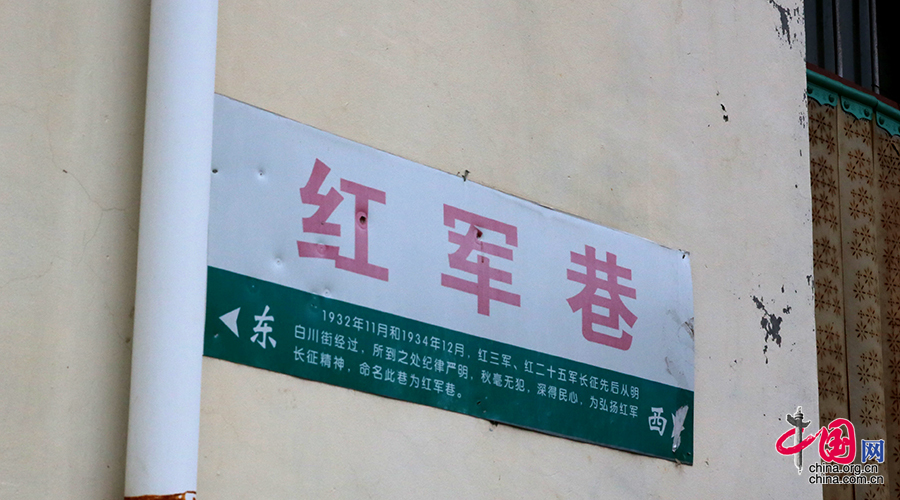 红军巷
东
1932年11月和1934年12月，红三军、红二十五军长征先后从明
白川街经过，所到之处纪律严明，秋毫无犯，深得民心，为弘扬红军
长征精神，命名此巷为红军巷。
西
中国网
china.org.cn
china.com.cn